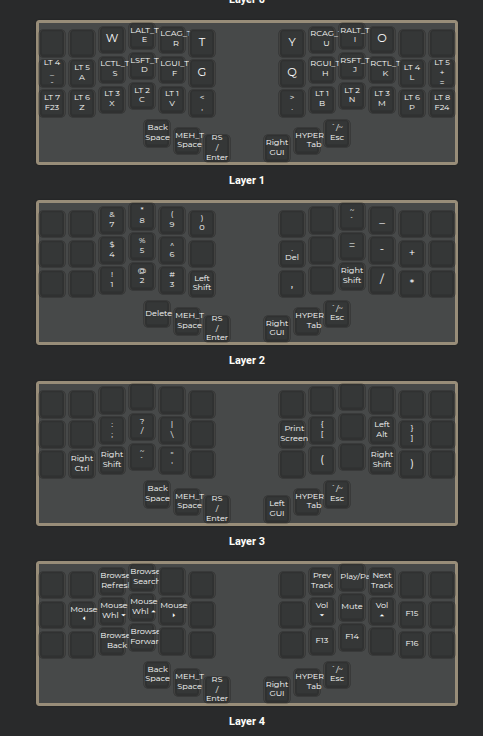 Layer 0
W LALT_T E LCAG_ R T Y RCAG_ U RALT_T I O
LT 4 _ - LT 5 A LCTL_T S LSFT_T D LGUI_T F G Q RGUI_T H RSFT_T J RCTL_T K LT 4 L LT 5 + =
LT 7 F23 LT 6 Z LT 3 X LT 2 C LT 1 V < , > . LT 1 B LT 2 N LT 3 M LT 6 P LT 8 F24
Back Space MEH_T Space RS / Enter Right GUI HYPER Tab ` /~ Esc
Layer 1
& 7 * 8 ( 9 ) 0 ~ ` _
$ 4 % 5 ^ 6 . Del = - +
! 1 @ 2 # 3 Left Shift , Right Shift / *
Delete MEH_T Space RS / Enter Right GUI HYPER Tab ` /~ Esc
Layer 2
: ; ? / | \ Print Screen { [ Left Alt } ]
Right Ctrl Right Shift ( Right Shift )
Back Space MEH_T Space RS / Enter Left GUI HYPER Tab ` /~ Esc
Layer 3
Browse Refres Browse Search Prev Track Play/Pa Next Track
Mouse Mouse Whl Mouse Whl Mouse Vol Mute Vol F15
Browse Back Browse Forwar F13 F14 F16
Back Space MEH_T Space RS / Enter Right GUI HYPER Tab ` /~ Esc
Layer 4